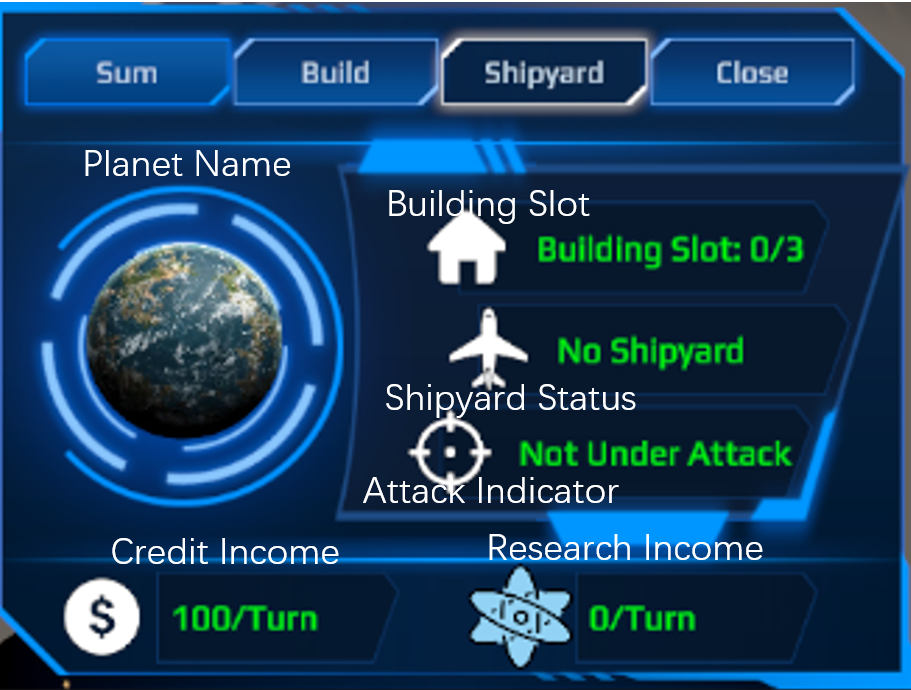 Sum
Build
Shipyard
Close
Planet Name
Building Slot
Building Slot: 0/3
No Shipyard
Shipyard Status
Not Under Attack
Attack Indicator
Credit Income
Research Income
$ 100/Turn
0/Turn